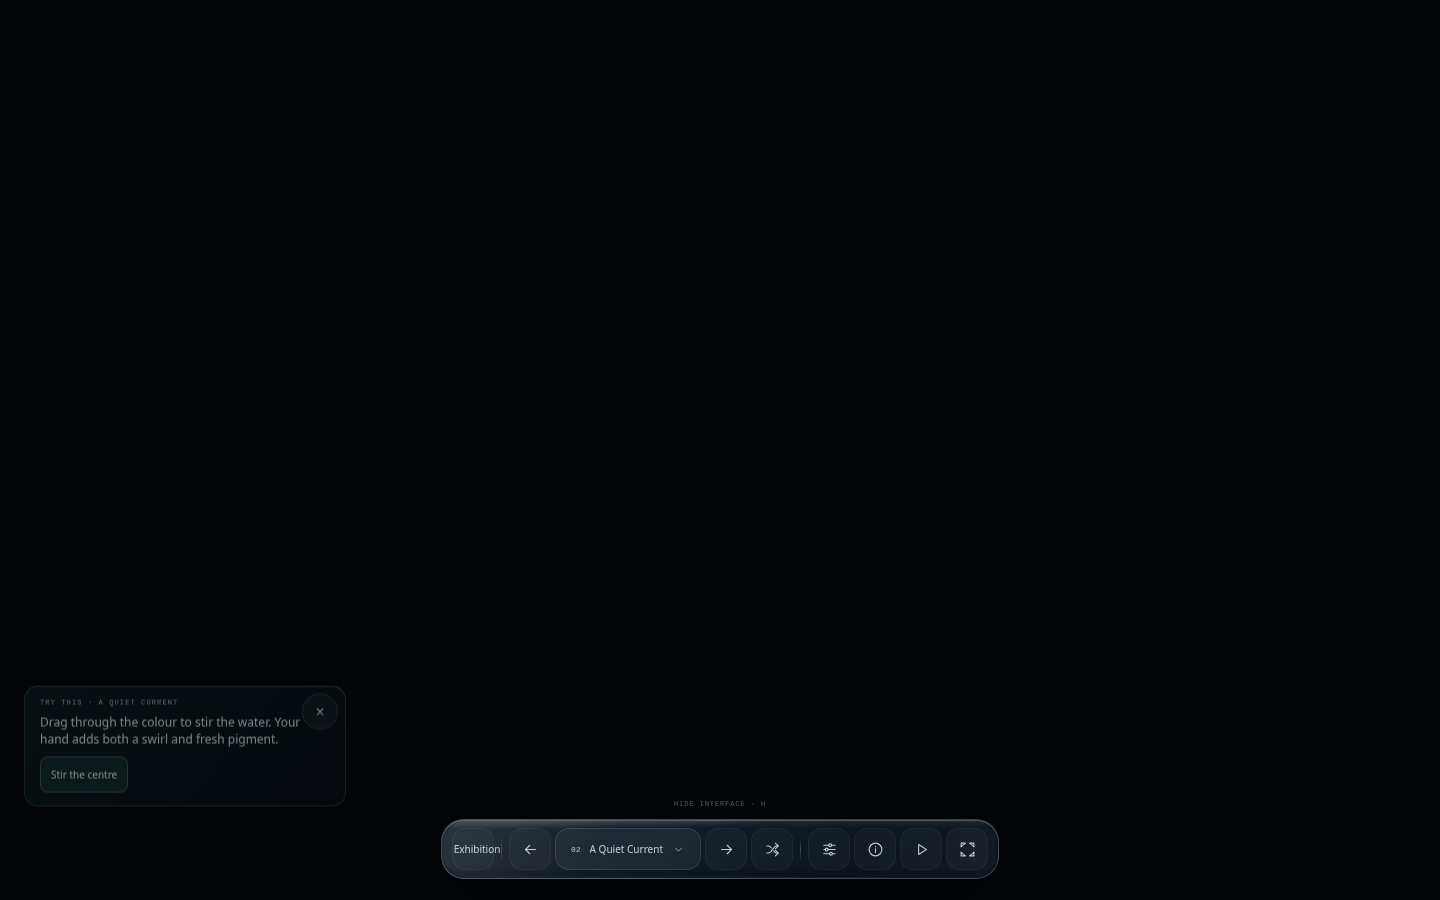 TRY THIS · A QUIET CURRENT
Drag through the colour to stir the water. Your
hand adds both a swirl and fresh pigment.
Stir the centre
HIDE INTERFACE · H
Exhibition
02 A Quiet Current